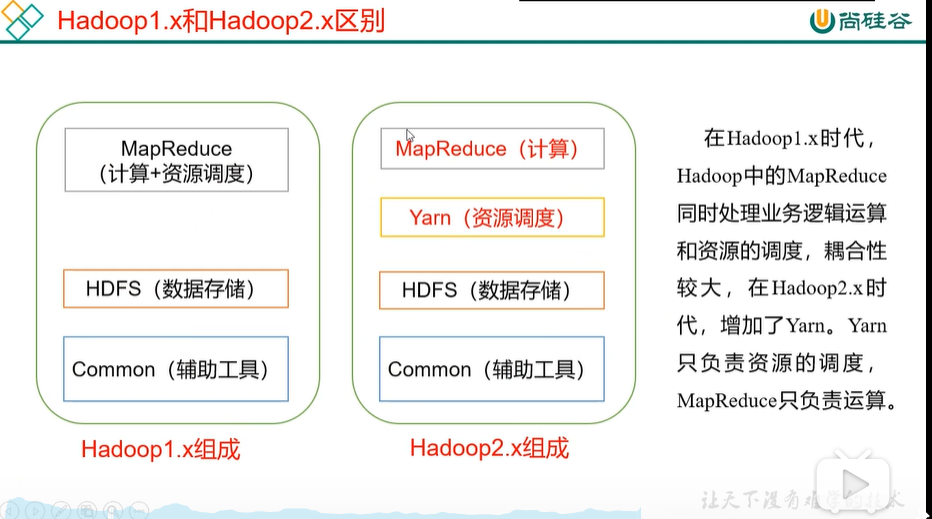 Hadoop1.x和Hadoop2.x区别
尚硅谷
MapReduce
（计算+资源调度）
HDFS（数据存储）
Common（辅助工具）
Hadoop1.x组成
MapReduce（计算）
Yarn（资源调度）
HDFS（数据存储）
Common（辅助工具）
Hadoop2.x组成
在Hadoop1.x时代，
Hadoop中的MapReduce
同时处理业务逻辑运算
和资源的调度，耦合性
较大，在Hadoop2.x时
代，增加了Yarn。Yarn
只负责资源的调度，
MapReduce只负责运算。
让天下没有难学的技术